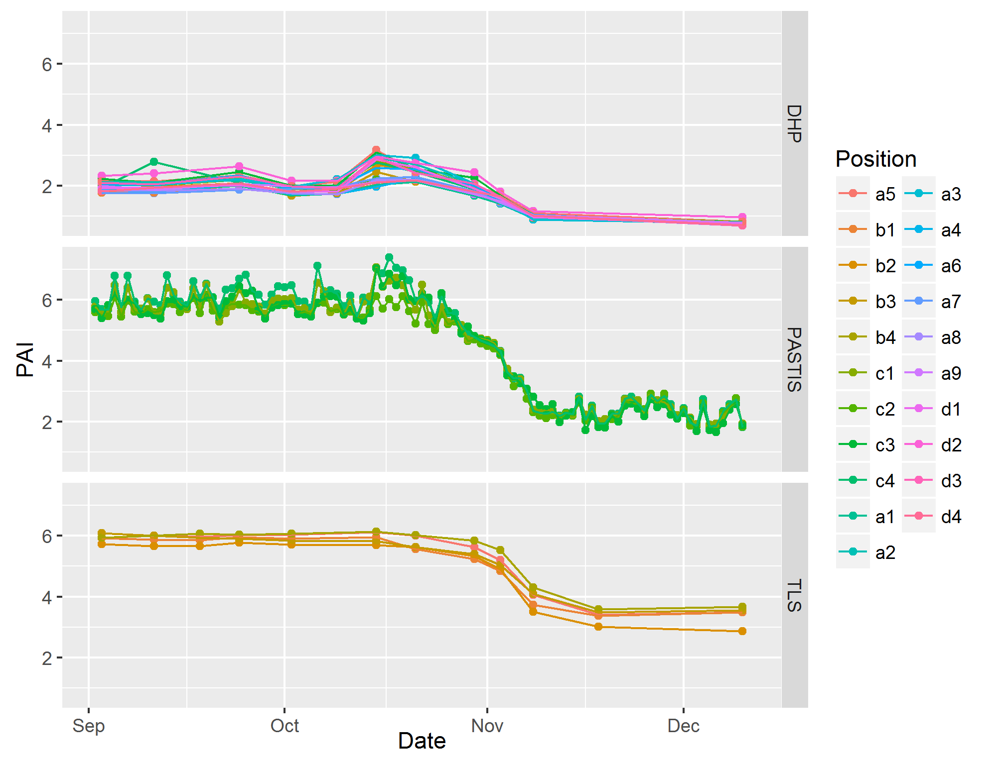 6
4
2
DHP
6
4
2
PASTIS
6
4
2
TLS
PAI
Sep Oct Nov Dec
Date
Position
a5 a3
b1 a4
b2 a6
b3 a7
b4 a8
c1 a9
c2 d1
c3 d2
c4 d3
a1 d4
a2